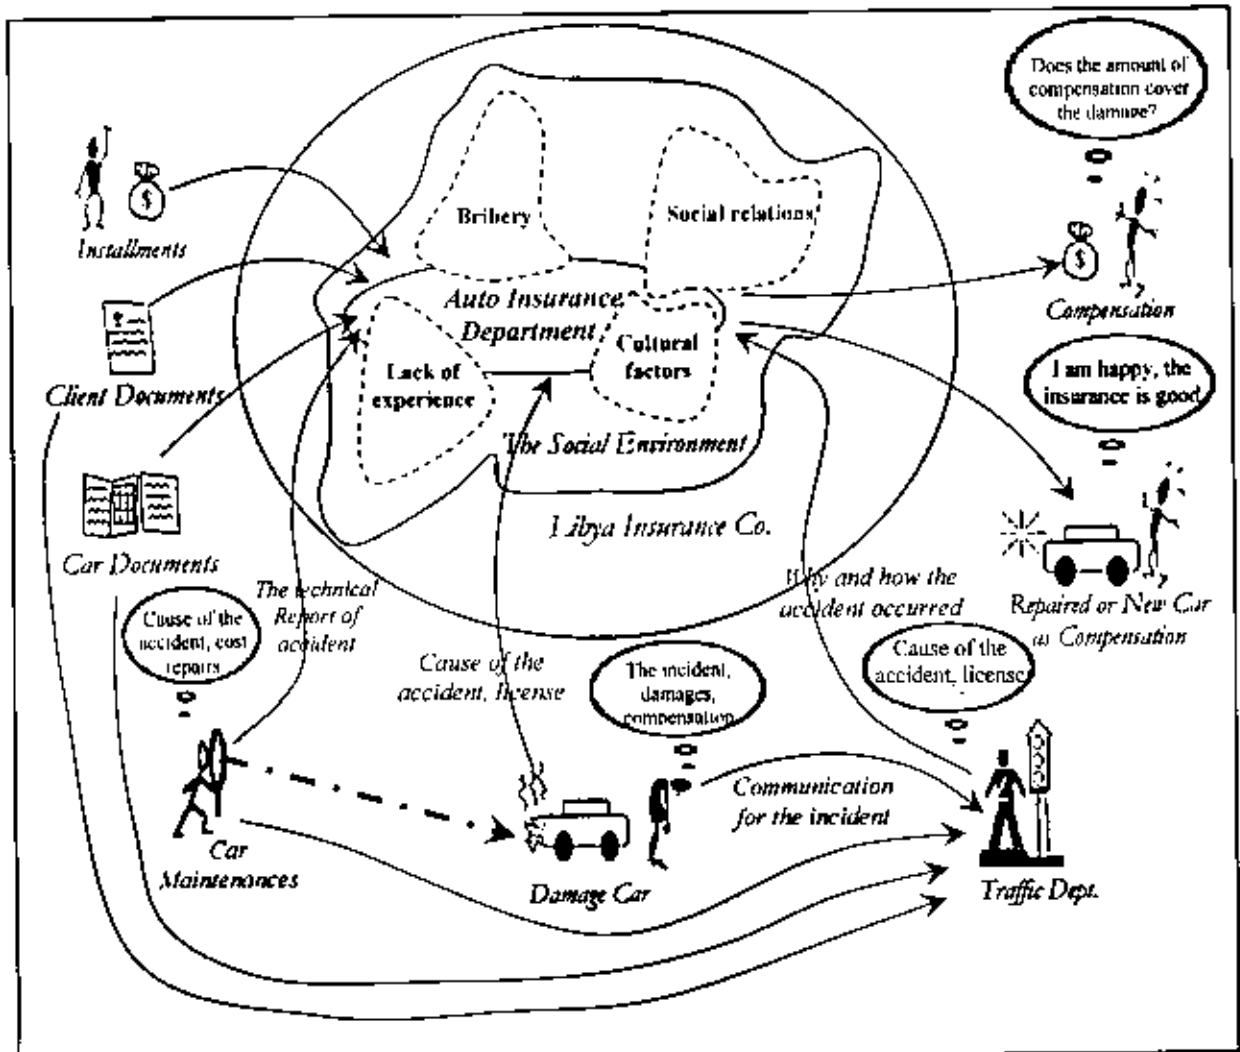 Does the amount of
compensation cover
the damage?
Bribery
Social relations
Installments
Auto Insurance
Department
Compensation
Cultural
factors
Lack of
experience
I am happy, the
insurance is good
Client Documents
The Social Environment
Libya Insurance Co.
Car Documents
The technical
Report of
accident
Why and how the
accident occurred
Repaired or New Car
as Compensation
Cause of the
accident, cost
repairs
Cause of the
accident, license
The incident,
damages,
compensation
Cause of the
accident, license
Communication
for the incident
Car
Maintenances
Damage Car
Traffic Dept.
$
$